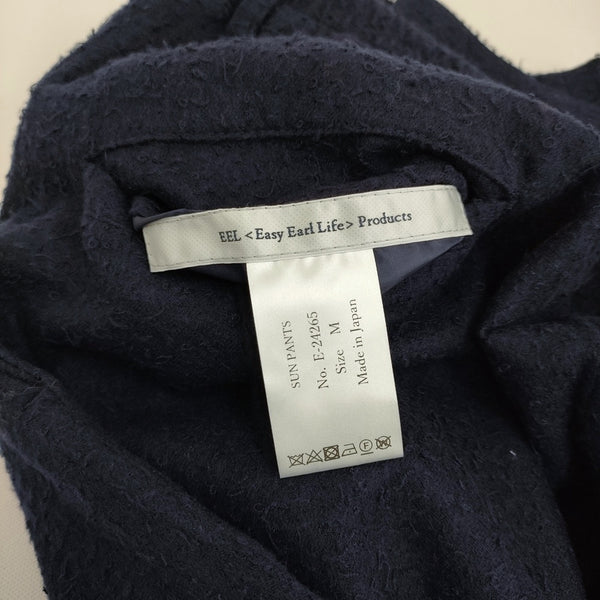 EEL <Easy Earl Life> Products
SUN PANTS
No. E-24265
Size M
Made in Japan